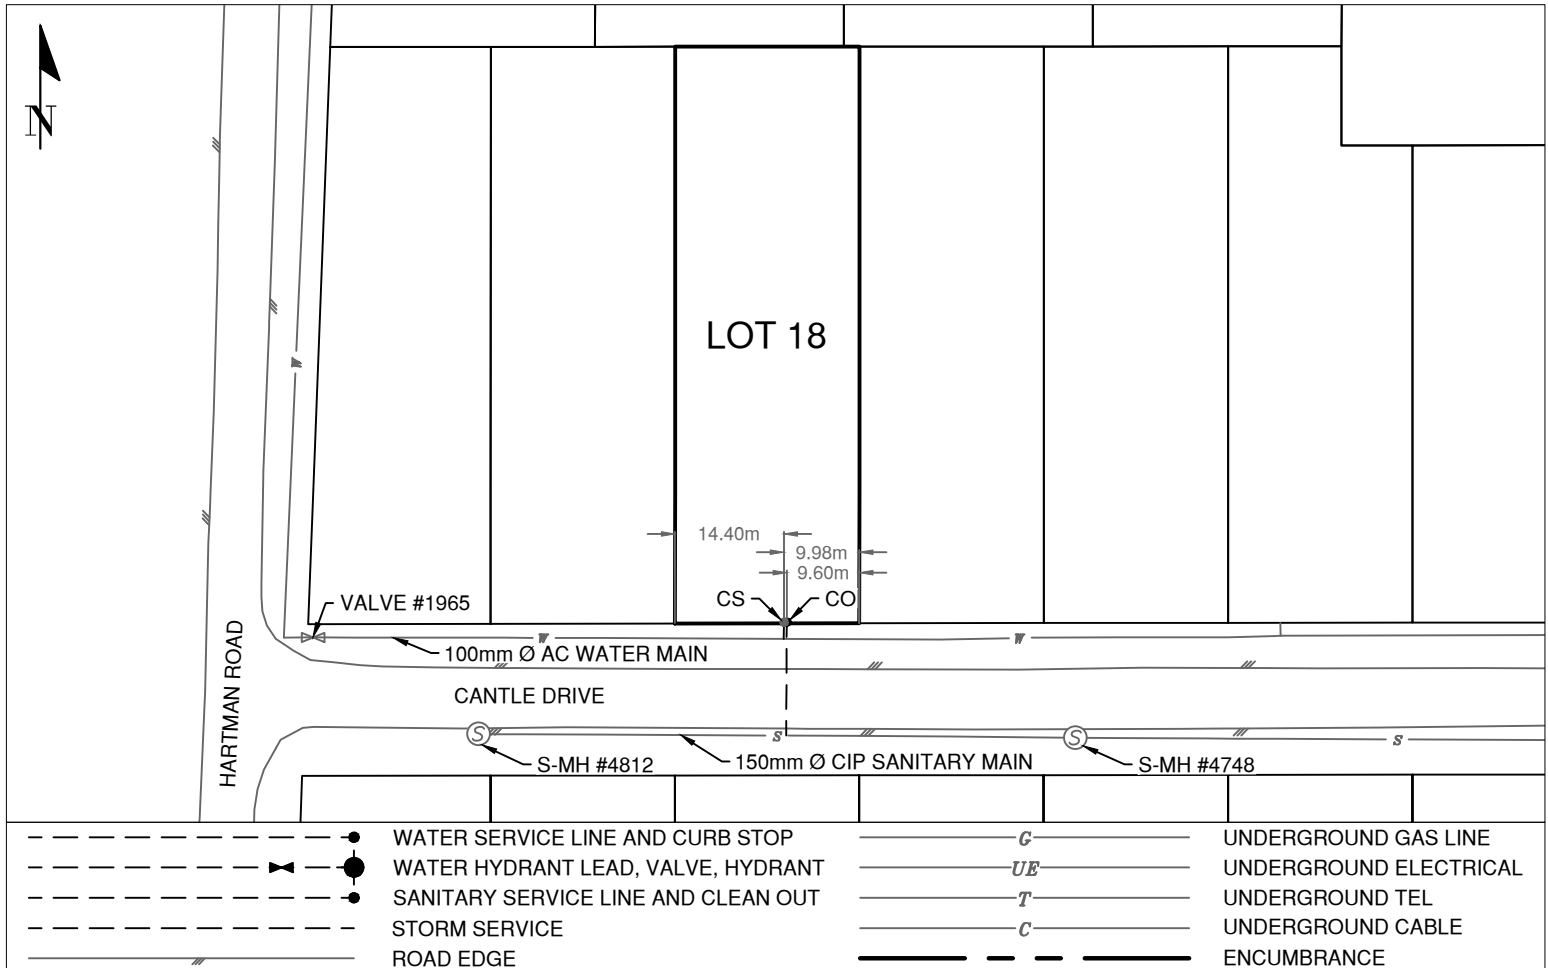 N
LOT 18
14.40m
9.98m
9.60m
CS
CO
VALVE #1965
W
W
W
100mm Ø AC WATER MAIN
HARTMAN ROAD
CANTLE DRIVE
S
S
S
S
S-MH #4812
150mm Ø CIP SANITARY MAIN
S-MH #4748
WATER SERVICE LINE AND CURB STOP
WATER HYDRANT LEAD, VALVE, HYDRANT
SANITARY SERVICE LINE AND CLEAN OUT
STORM SERVICE
ROAD EDGE
G UNDERGROUND GAS LINE
UE UNDERGROUND ELECTRICAL
T UNDERGROUND TEL
C UNDERGROUND CABLE
ENCUMBRANCE